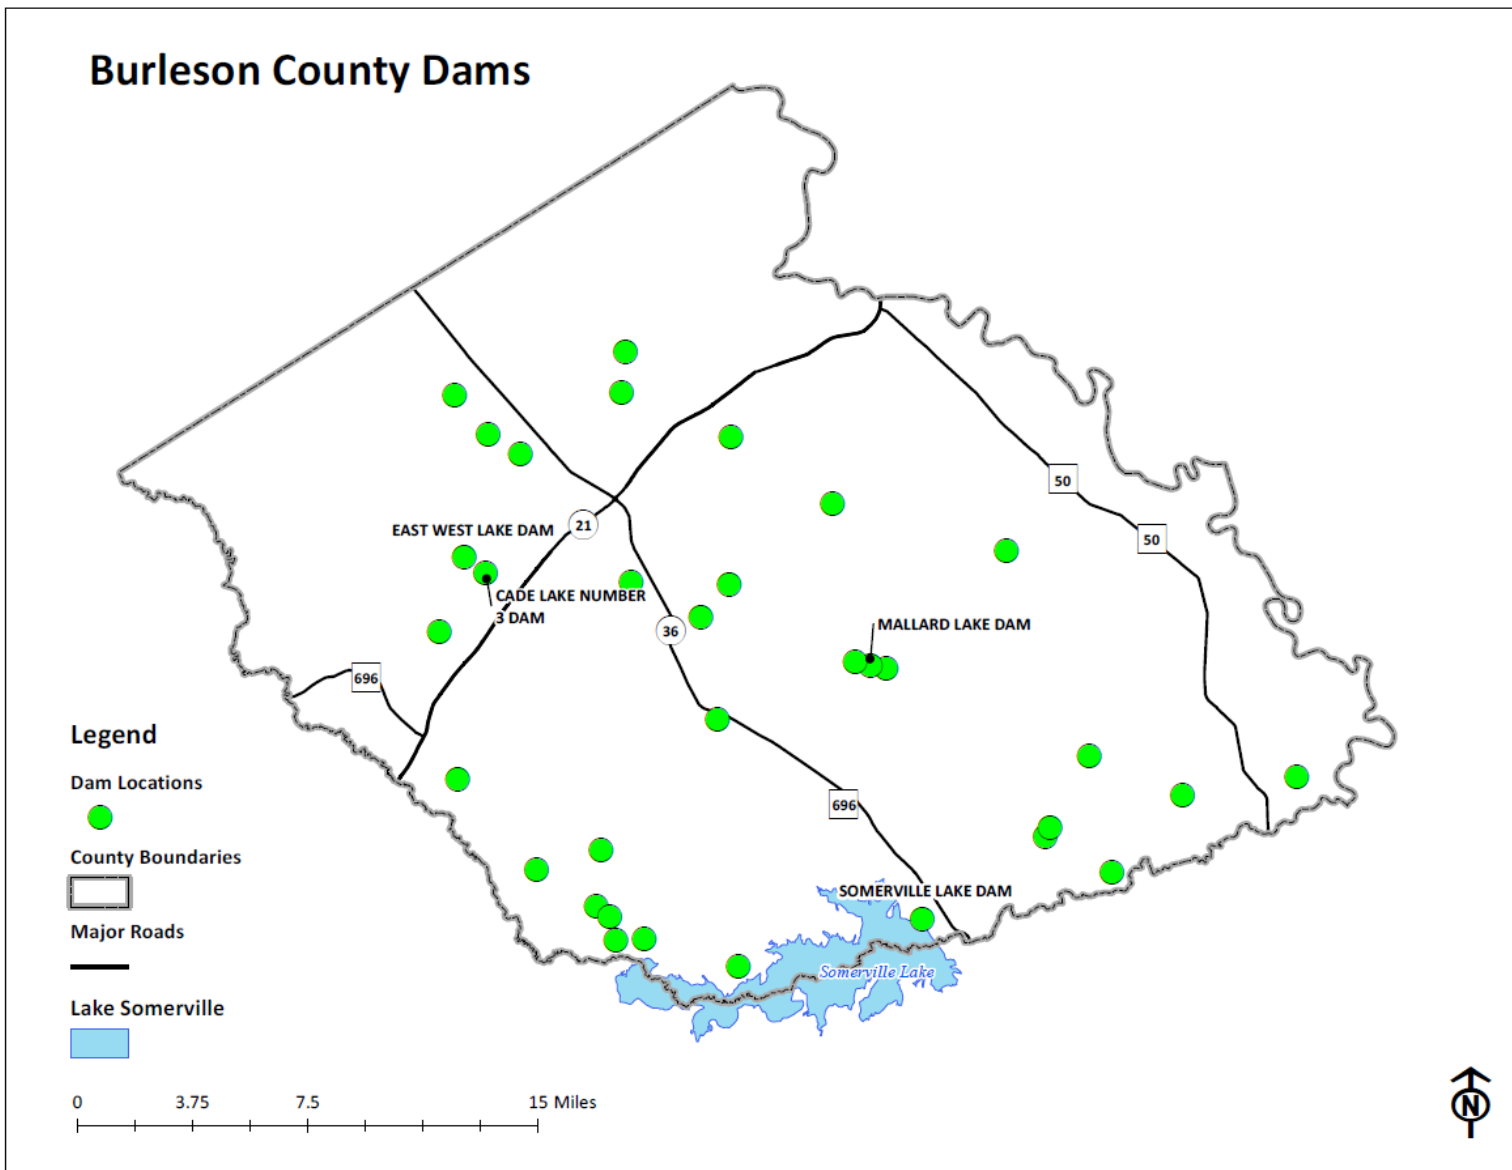 Burleson County Dams
50
EAST WEST LAKE DAM
21
50
CADE LAKE NUMBER
3 DAM
36
MALLARD LAKE DAM
696
Legend
Dam Locations
696
County Boundaries
SOMERVILLE LAKE DAM
Major Roads
Somerville Lake
Lake Somerville
0 3.75 7.5 15 Miles
N